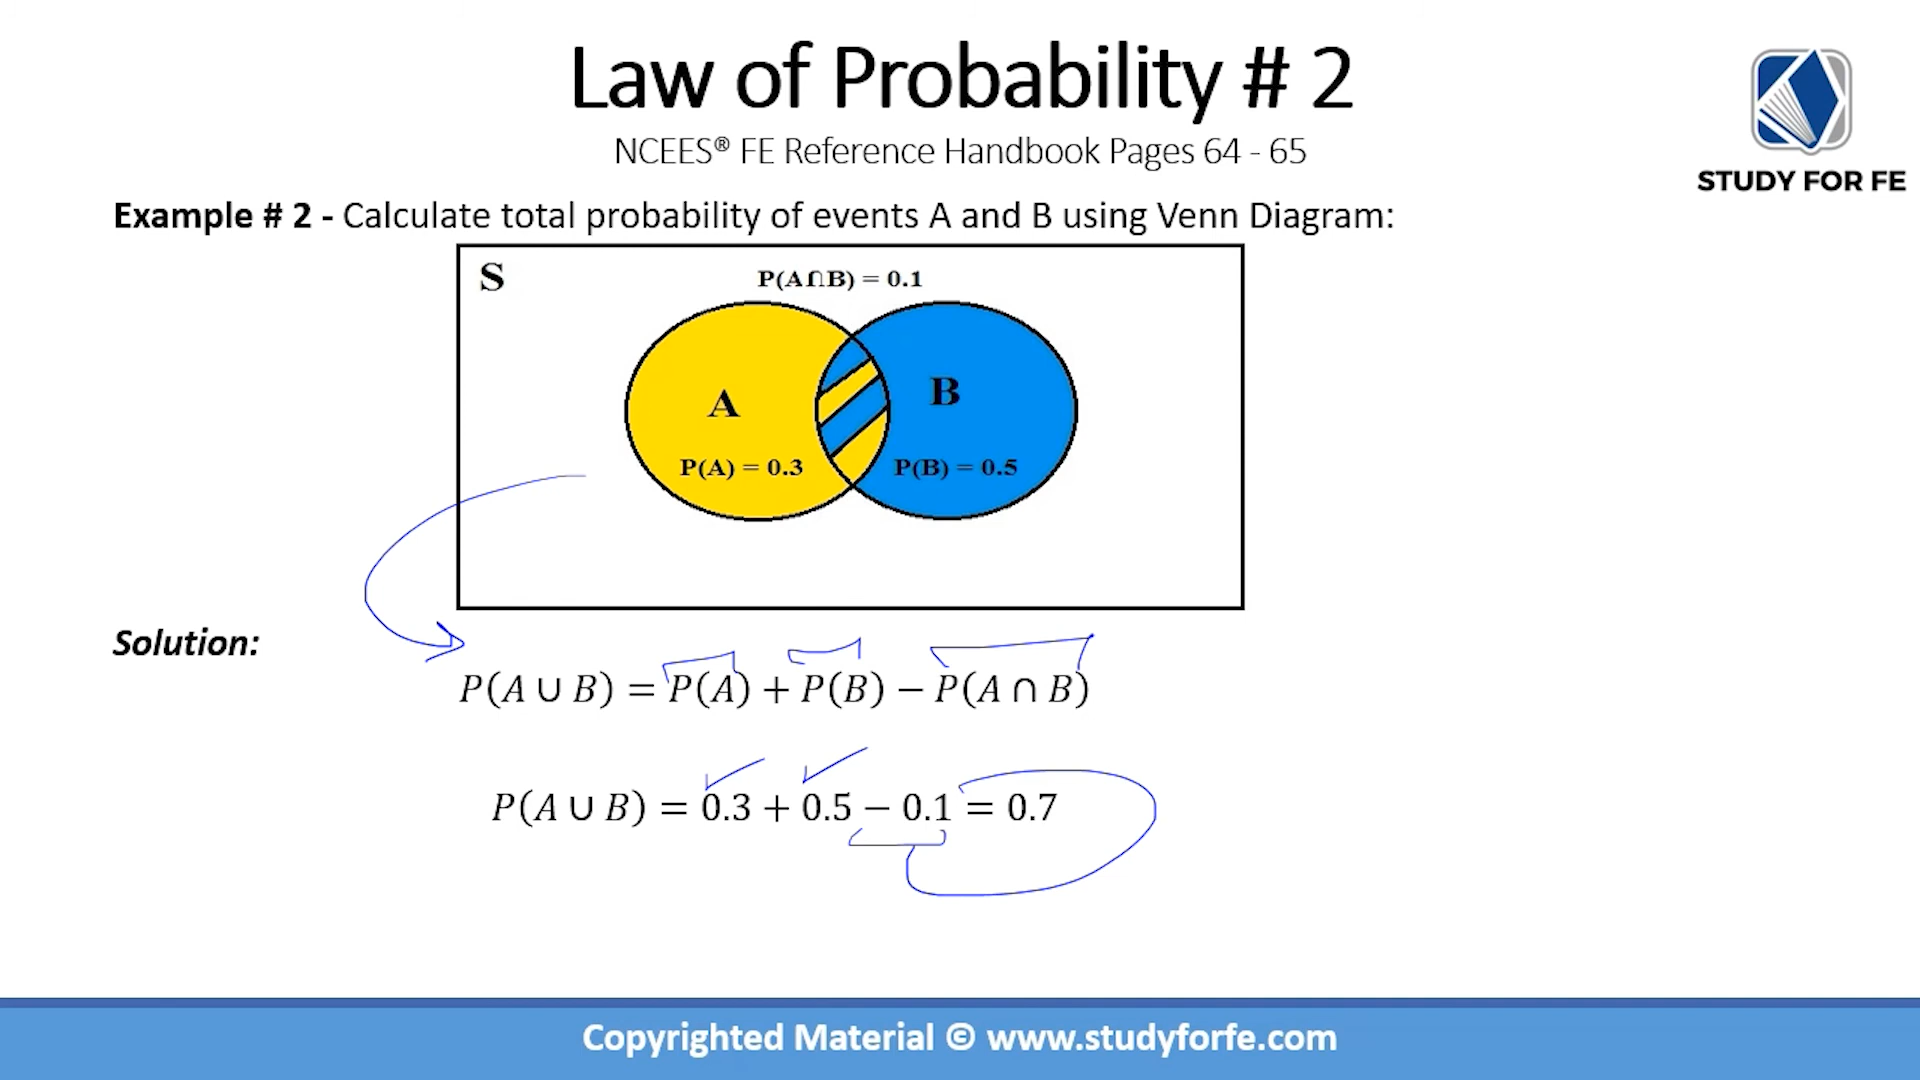 Law of Probability # 2
NCEES® FE Reference Handbook Pages 64 - 65
STUDY FOR FE
Example # 2 - Calculate total probability of events A and B using Venn Diagram:
S
P(A∩B) = 0.1
A
B
P(A) = 0.3
P(B) = 0.5
Solution:
P(A ∪ B) = P(A) + P(B) − P(A ∩ B)
P(A ∪ B) = 0.3 + 0.5 − 0.1 = 0.7
Copyrighted Material © www.studyforfe.com